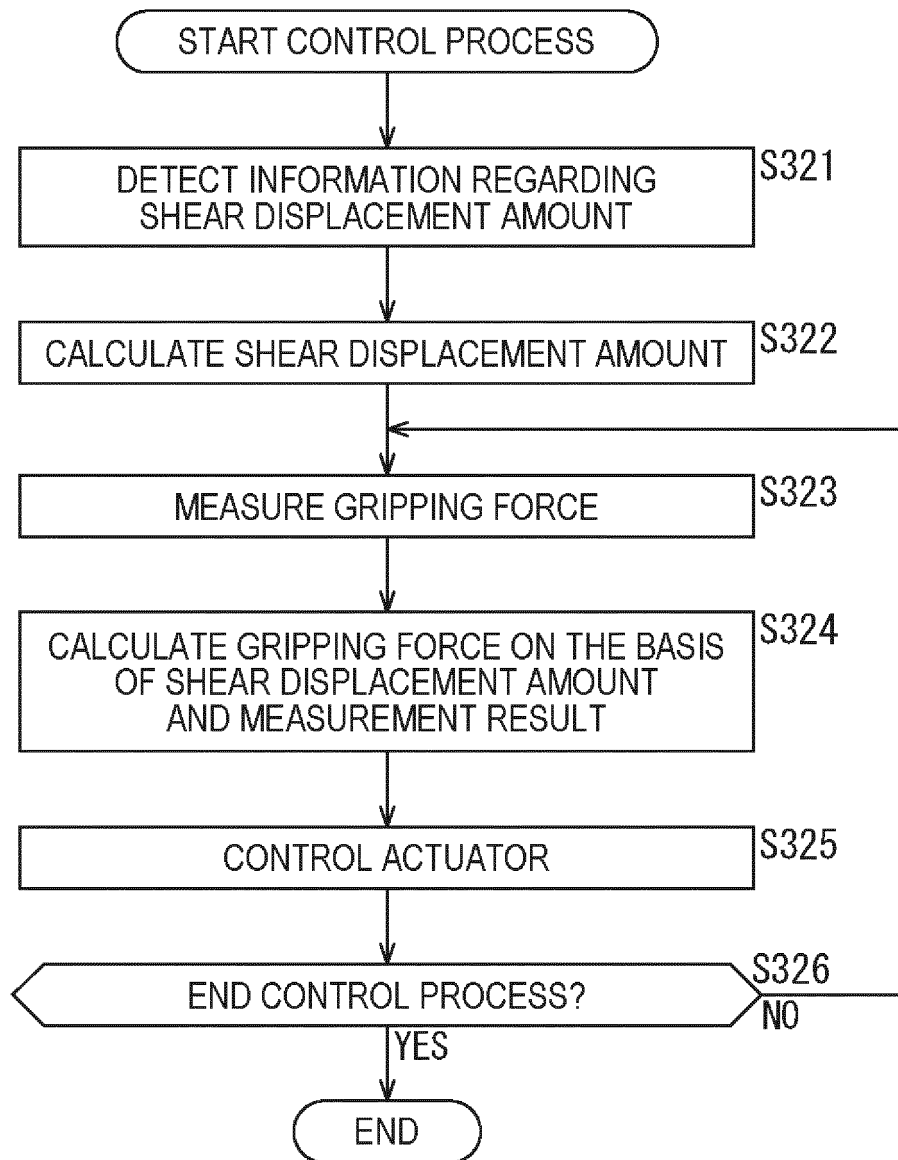 START CONTROL PROCESS
S321
DETECT INFORMATION REGARDING
SHEAR DISPLACEMENT AMOUNT
S322
CALCULATE SHEAR DISPLACEMENT AMOUNT
S323
MEASURE GRIPPING FORCE
S324
CALCULATE GRIPPING FORCE ON THE BASIS
OF SHEAR DISPLACEMENT AMOUNT
AND MEASUREMENT RESULT
S325
CONTROL ACTUATOR
S326
END CONTROL PROCESS?
NO
YES
END